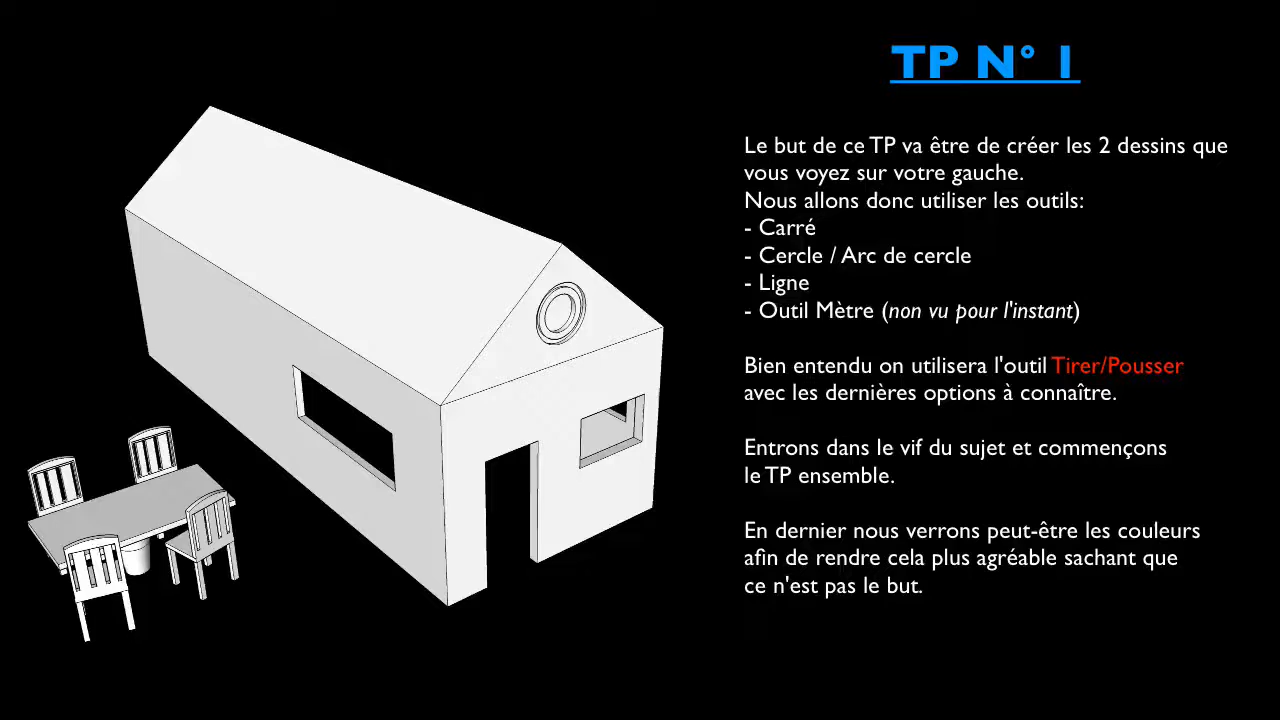 TP N° 1
Le but de ce TP va être de créer les 2 dessins que
vous voyez sur votre gauche.
Nous allons donc utiliser les outils:
- Carré
- Cercle / Arc de cercle
- Ligne
- Outil Mètre (non vu pour l'instant)
Bien entendu on utilisera l'outil Tirer/Pousser
avec les dernières options à connaître.
Entrons dans le vif du sujet et commençons
le TP ensemble.
En dernier nous verrons peut-être les couleurs
afin de rendre cela plus agréable sachant que
ce n'est pas le but.